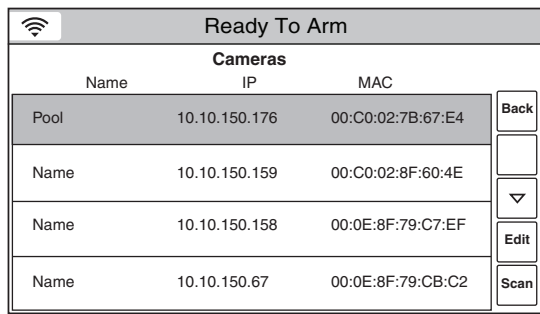 Ready To Arm
Cameras
Name IP MAC
Pool 10.10.150.176 00:C0:02:7B:67:E4
Name 10.10.150.159 00:C0:02:8F:60:4E
Name 10.10.150.158 00:0E:8F:79:C7:EF
Name 10.10.150.67 00:0E:8F:79:CB:C2
Back
Edit
Scan